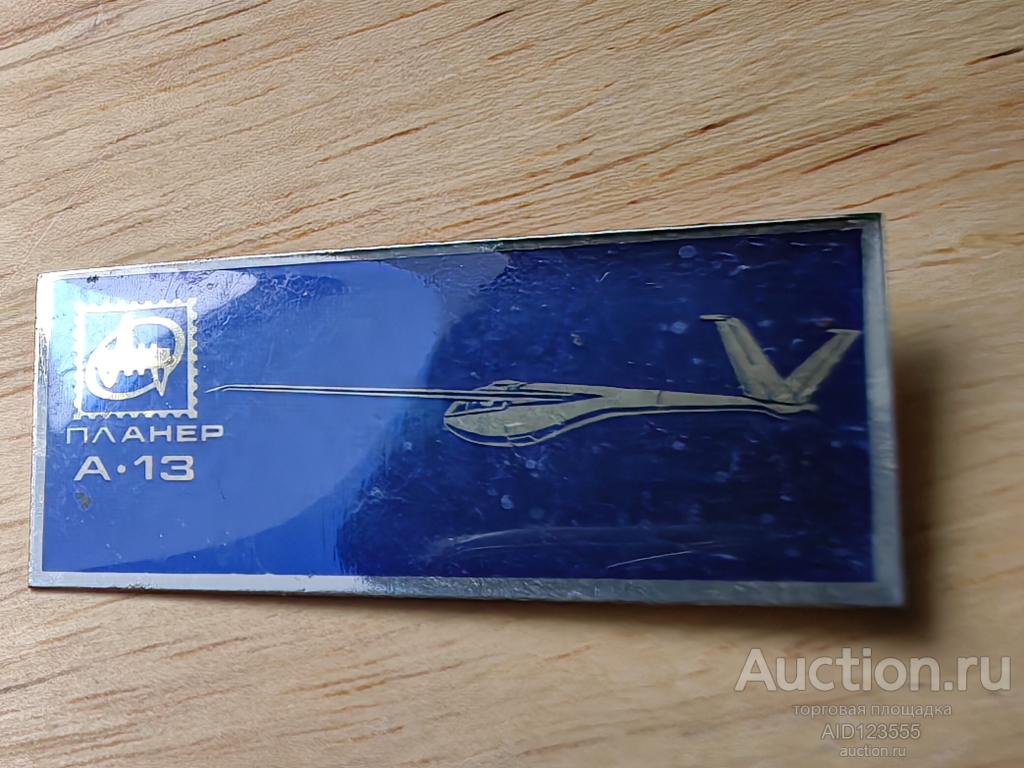 ПЛАНЕР
А·13
Auction.ru
торговая площадка
AID123555
auction.ru